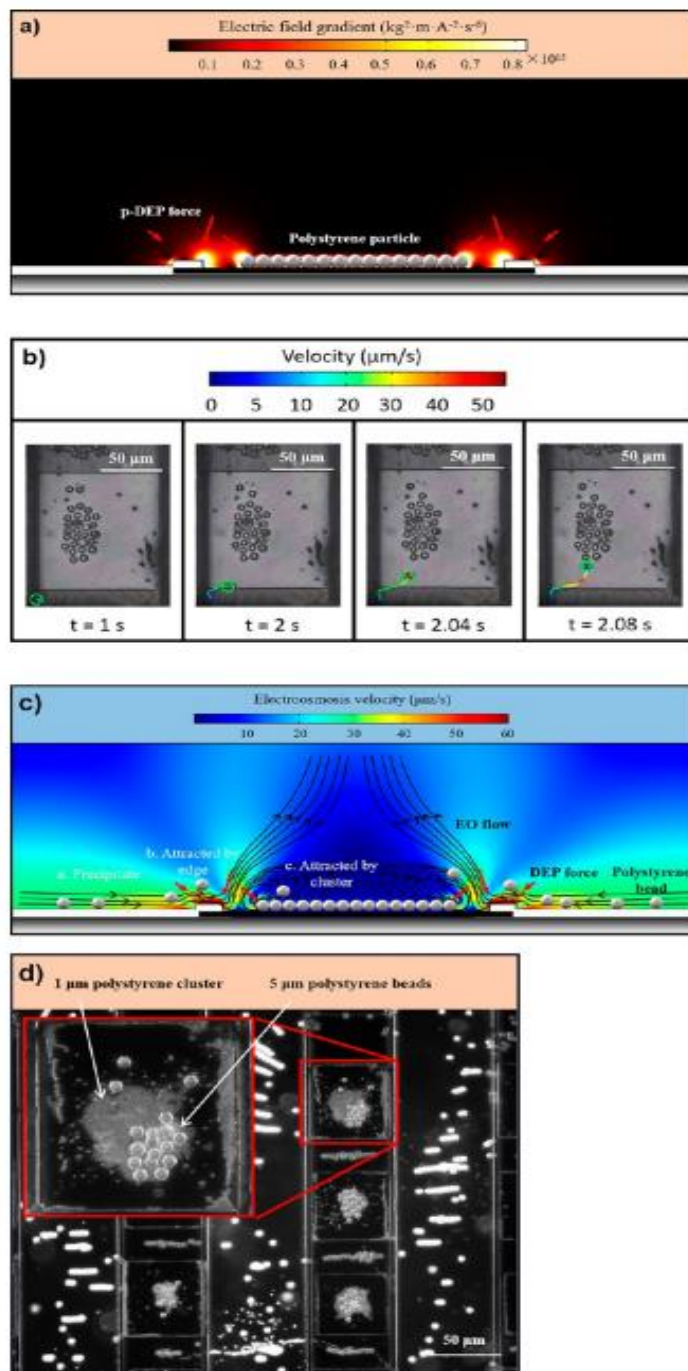 a)
Electric field gradient (kg²·m·A⁻²·s⁻⁶)
0.1 0.2 0.3 0.4 0.5 0.6 0.7 0.8
p-DEP force
Polystyrene particle
b)
Velocity (μm/s)
0 5 10 20 30 40 50
50 μm 50 μm 50 μm 50 μm
t = 1 s t = 2 s t = 2.04 s t = 2.08 s
c)
Electroosmosis velocity (μm/s)
10 20 30 40 50 60
EO flow
b. Attracted by
edge
a. Precipitate
c. Attracted by
cluster
DEP force
Polystyrene
bead
d)
1 μm polystyrene cluster
5 μm polystyrene beads
50 μm